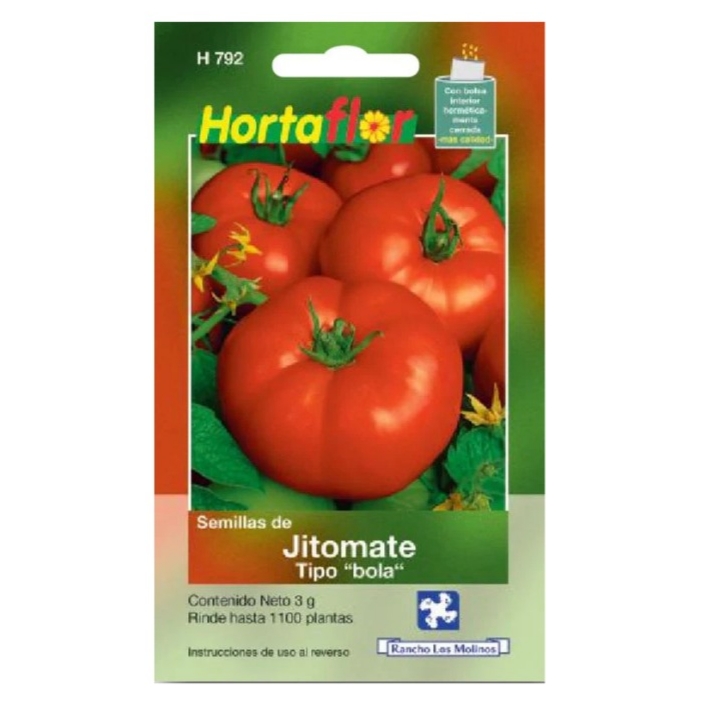 H 792
Con bolsa
interior
hermética-
mente
cerrada
-más calidad-
Hortaflor
Semillas de
Jitomate
Tipo "bola"
Contenido Neto 3 g
Rinde hasta 1100 plantas
Instrucciones de uso al reverso
Rancho Los Molinos